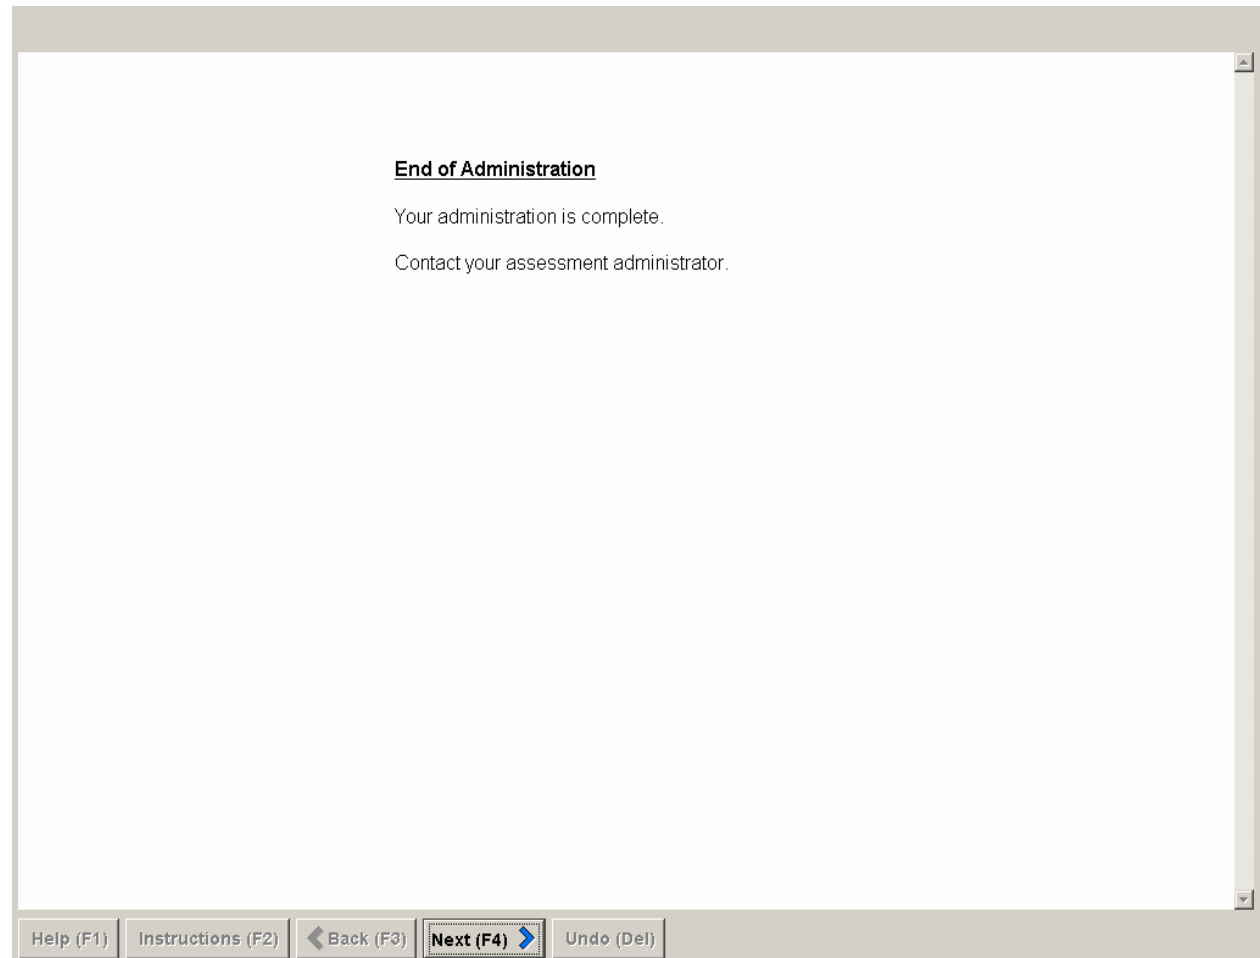 End of Administration
Your administration is complete.
Contact your assessment administrator.
Help (F1) Instructions (F2) Back (F3) Next (F4) Undo (Del)